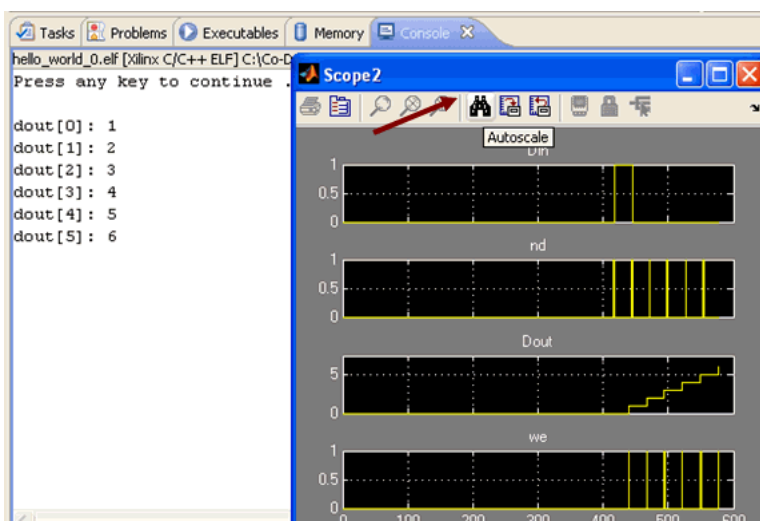 Tasks Problems Executables Memory Console
hello_world_0.elf [Xilinx C/C++ ELF] C:\Co-D
Press any key to continue .
dout[0]: 1
dout[1]: 2
dout[2]: 3
dout[3]: 4
dout[4]: 5
dout[5]: 6
Scope2
Autoscale
Din
1
0.5
0
nd
1
0.5
0
Dout
5
0
we
1
0.5
0
0 100 200 300 400 500 600